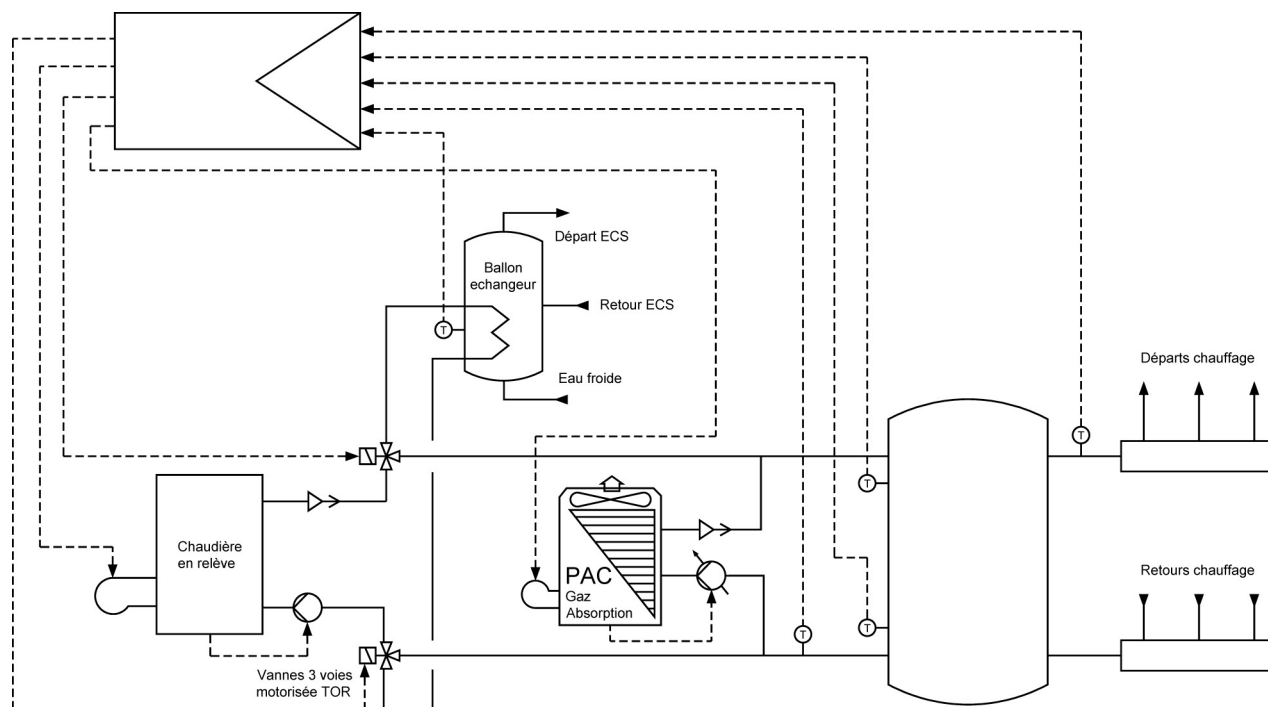 Départ ECS
Ballon
echangeur
Retour ECS
T
Eau froide
Départs chauffage
T
T
Chaudière
en relève
PAC
Gaz
Absorption
Retours chauffage
T
T
Vannes 3 voies
motorisée TOR